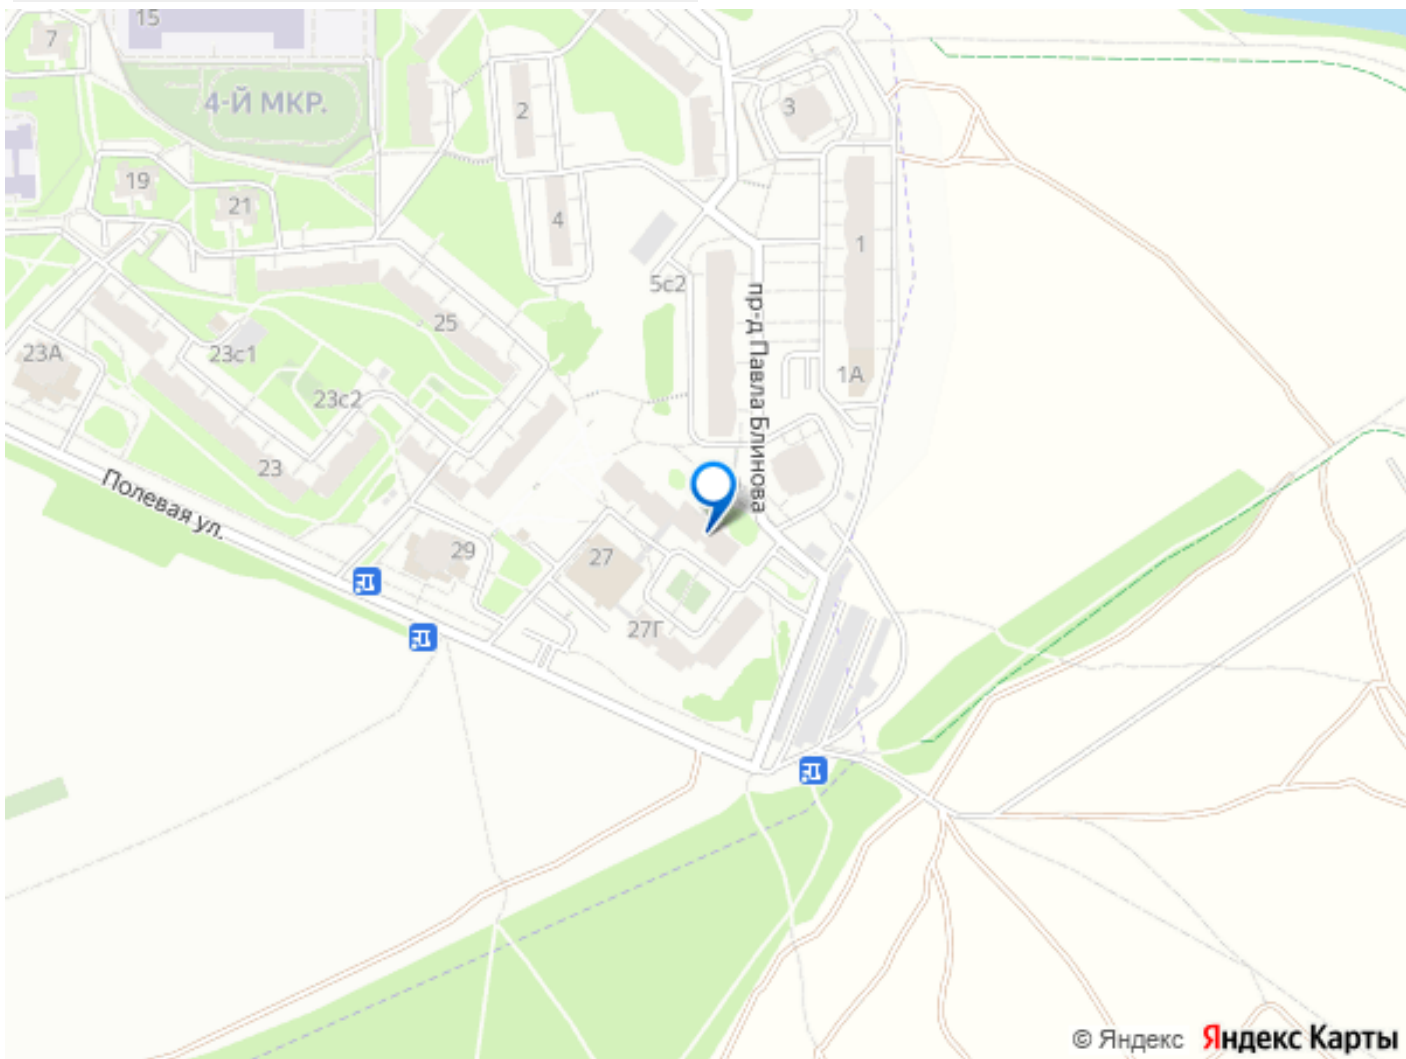 15
7
4-Й МКР.
2
3
19
21
4
1
5с2
пр-д Павла Блинова
25
23А
23с1
1А
23с2
23
Полевая ул.
29
27
27Г
© Яндекс Яндекс Карты